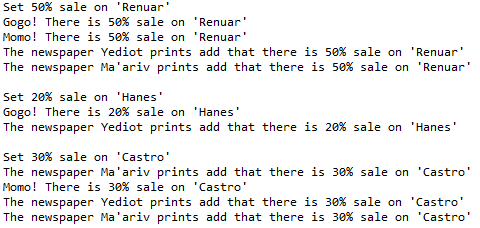 Set 50% sale on 'Renuar'
Gogo! There is 50% sale on 'Renuar'
Momo! There is 50% sale on 'Renuar'
The newspaper Yediot prints add that there is 50% sale on 'Renuar'
The newspaper Ma'ariv prints add that there is 50% sale on 'Renuar'

Set 20% sale on 'Hanes'
Gogo! There is 20% sale on 'Hanes'
The newspaper Yediot prints add that there is 20% sale on 'Hanes'

Set 30% sale on 'Castro'
The newspaper Ma'ariv prints add that there is 30% sale on 'Castro'
Momo! There is 30% sale on 'Castro'
The newspaper Yediot prints add that there is 30% sale on 'Castro'
The newspaper Ma'ariv prints add that there is 30% sale on 'Castro'